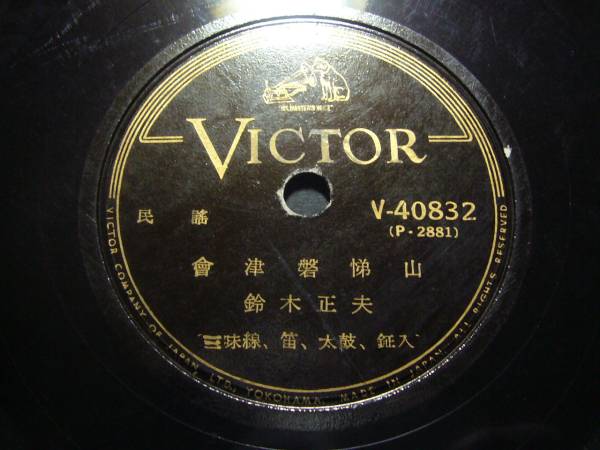 "HIS MASTER'S VOICE"
VICTOR
民謠 V-40832
(P-2881)
會津磐悌山
鈴木正夫
三味線、笛、太鼓、鉦入
VICTOR COMPANY OF JAPAN, LTD., YOKOHAMA. MADE IN JAPAN. ALL RIGHTS RESERVED